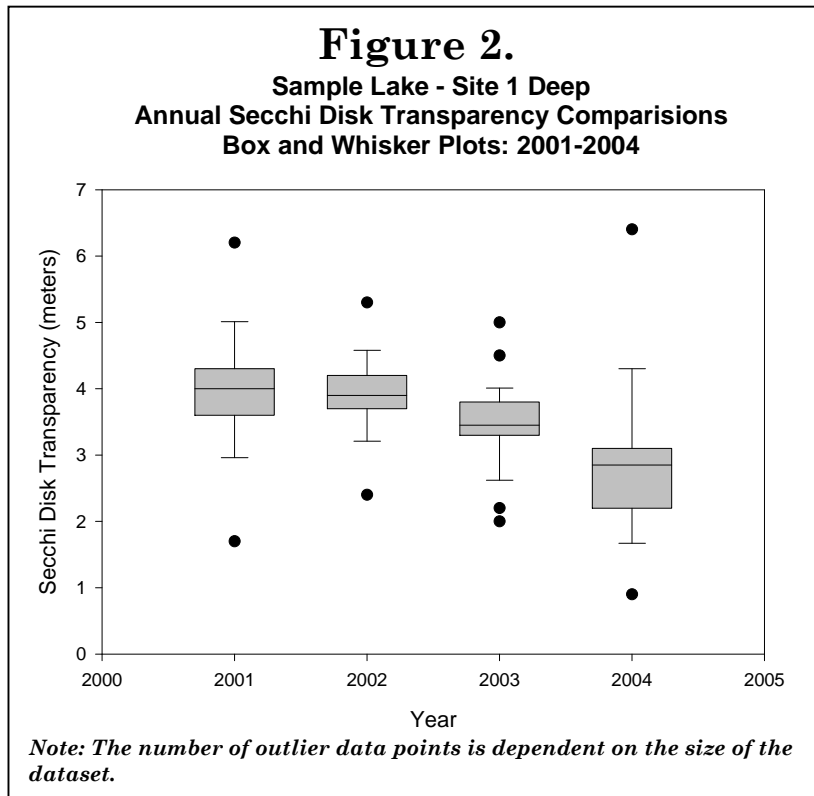 Figure 2.
Sample Lake - Site 1 Deep
Annual Secchi Disk Transparency Comparisions
Box and Whisker Plots: 2001-2004
Secchi Disk Transparency (meters)
7
6
5
4
3
2
1
0
2000 2001 2002 2003 2004 2005
Year
Note: The number of outlier data points is dependent on the size of the
dataset.